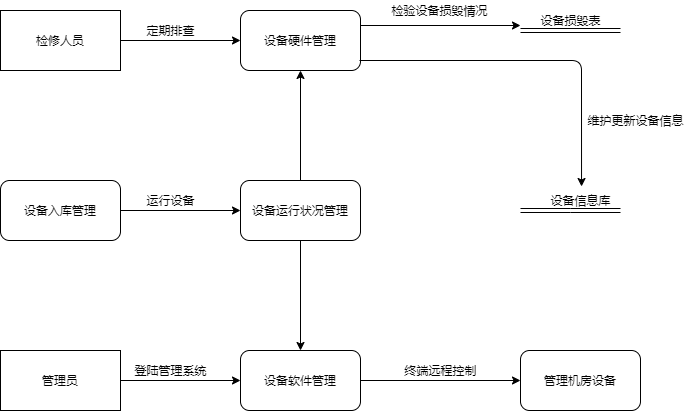 检修人员
定期排查
设备硬件管理
检验设备损毁情况
设备损毁表
维护更新设备信息
设备入库管理
运行设备
设备运行状况管理
设备信息库
管理员
登陆管理系统
设备软件管理
终端远程控制
管理机房设备